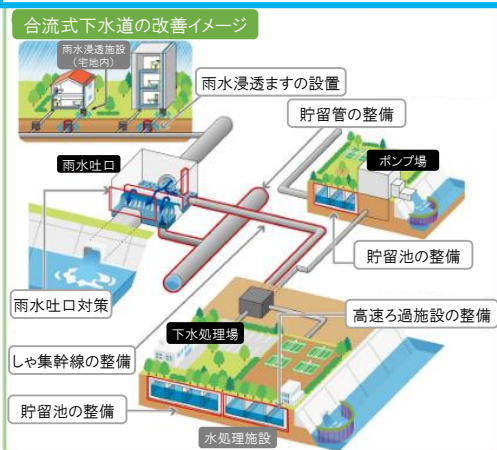 合流式下水道の改善イメージ
雨水浸透施設
（宅地内）
雨水浸透ますの設置
貯留管の整備
雨水吐口
ポンプ場
貯留池の整備
雨水吐口対策
高速ろ過施設の整備
下水処理場
しゃ集幹線の整備
貯留池の整備
水処理施設